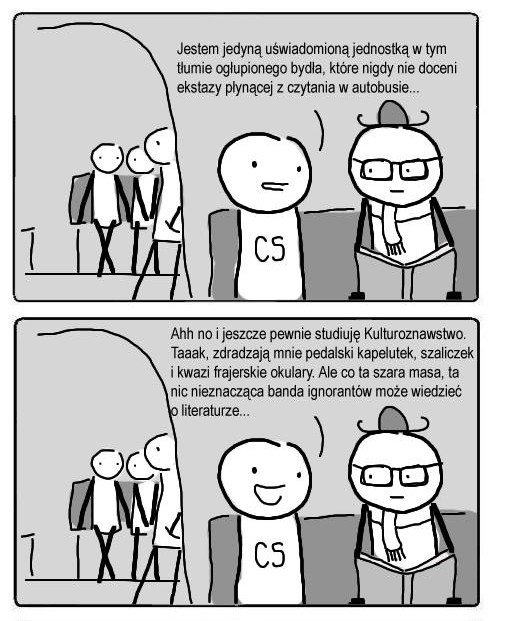 Jestem jedyną uświadomioną jednostką w tym
tłumie ogłupionego bydła, które nigdy nie doceni
ekstazy płynącej z czytania w autobusie...
CS
Ahh no i jeszcze pewnie studiuję Kulturoznawstwo.
Taaak, zdradzają mnie pedalski kapelutek, szaliczek
i kwazi frajerskie okulary. Ale co ta szara masa, ta
nic nieznacząca banda ignorantów może wiedzieć
o literaturze...
CS